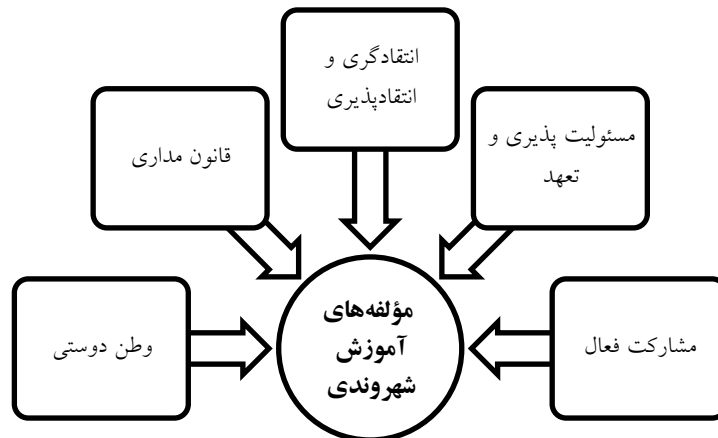 انتقادگری و
انتقادپذیری
مسئولیت پذیری و
تعهد
قانون مداری
مؤلفه‌های
آموزش
شهروندی
مشارکت فعال
وطن دوستی